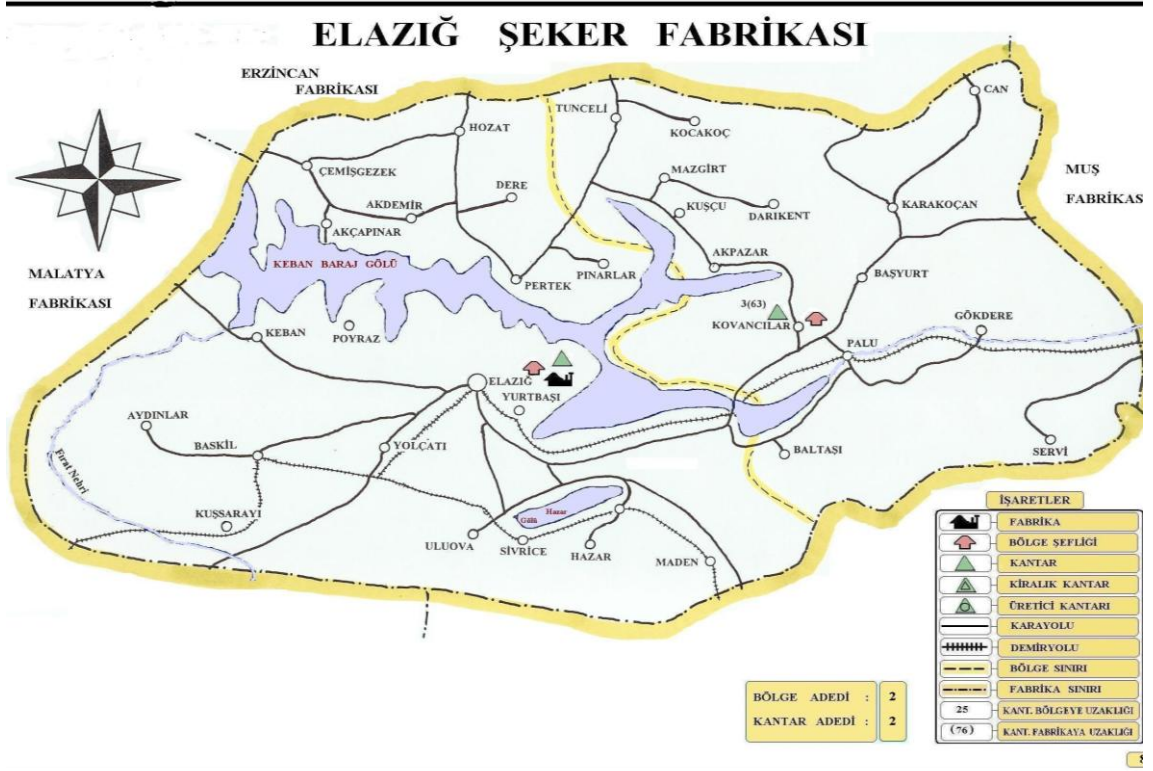 ELAZIĞ ŞEKER FABRİKASI
ERZİNCAN
FABRİKASI
CAN
TUNCELİ
KOCAKOÇ
HOZAT
MUŞ
FABRİKAS
ÇEMİŞGEZEK
MAZGİRT
DERE
AKDEMİR
KUŞÇU
DARIKENT
KARAKOÇAN
AKÇAPINAR
AKPAZAR
KEBAN BARAJ GÖLÜ
PINARLAR
BAŞYURT
MALATYA
FABRİKASI
PERTEK
3(63)
KOVANCILAR
GÖKDERE
KEBAN
POYRAZ
PALU
ELAZIĞ
YURTBAŞI
AYDINLAR
BASKİL
YOLÇATI
BALTAŞI
SERVİ
Fırat Nehri
KUŞSARAYI
Hazar
Gölü
ULUOVA
SİVRİCE
HAZAR
MADEN
İŞARETLER
FABRİKA
BÖLGE ŞEFLİĞİ
KANTAR
KİRALIK KANTAR
ÜRETİCİ KANTARI
KARAYOLU
DEMİRYOLU
BÖLGE SINIRI
FABRİKA SINIRI
25 KANT. BÖLGEYE UZAKLIĞI
(76) KANT. FABRİKAYA UZAKLIĞI
BÖLGE ADEDİ : 2
KANTAR ADEDİ : 2